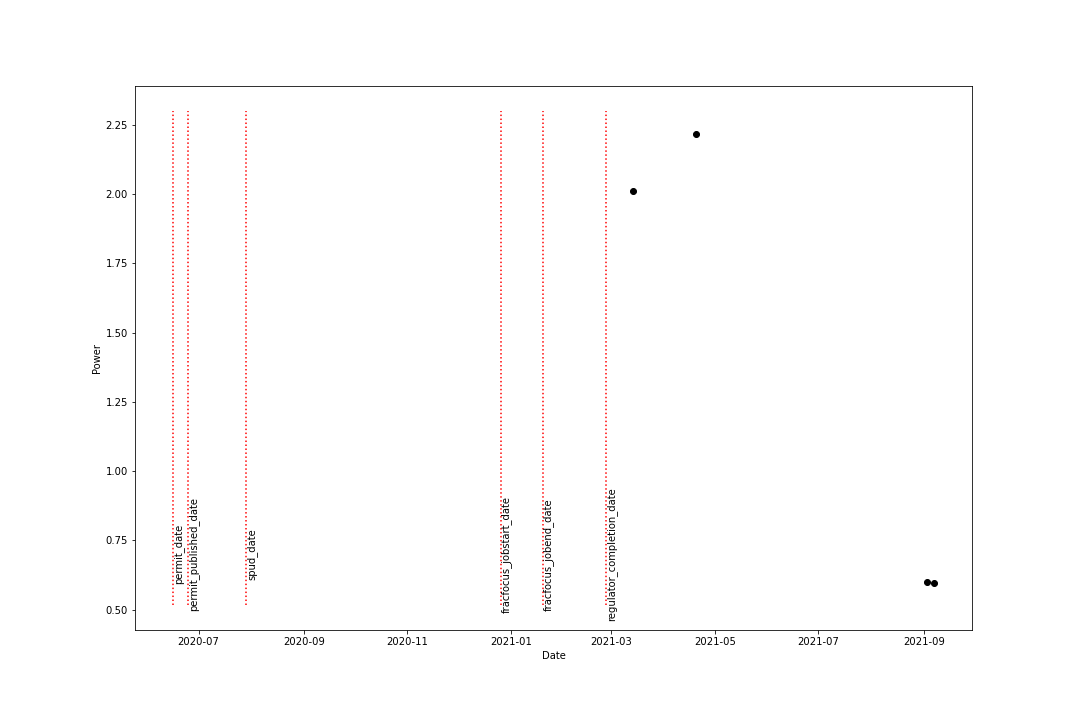 2.25
2.00
1.75
1.50
1.25
1.00
0.75
0.50
Power
permit_date
permit_published_date
spud_date
fracfocus_jobstart_date
fracfocus_jobend_date
regulator_completion_date
2020-07
2020-09
2020-11
2021-01
2021-03
2021-05
2021-07
2021-09
Date